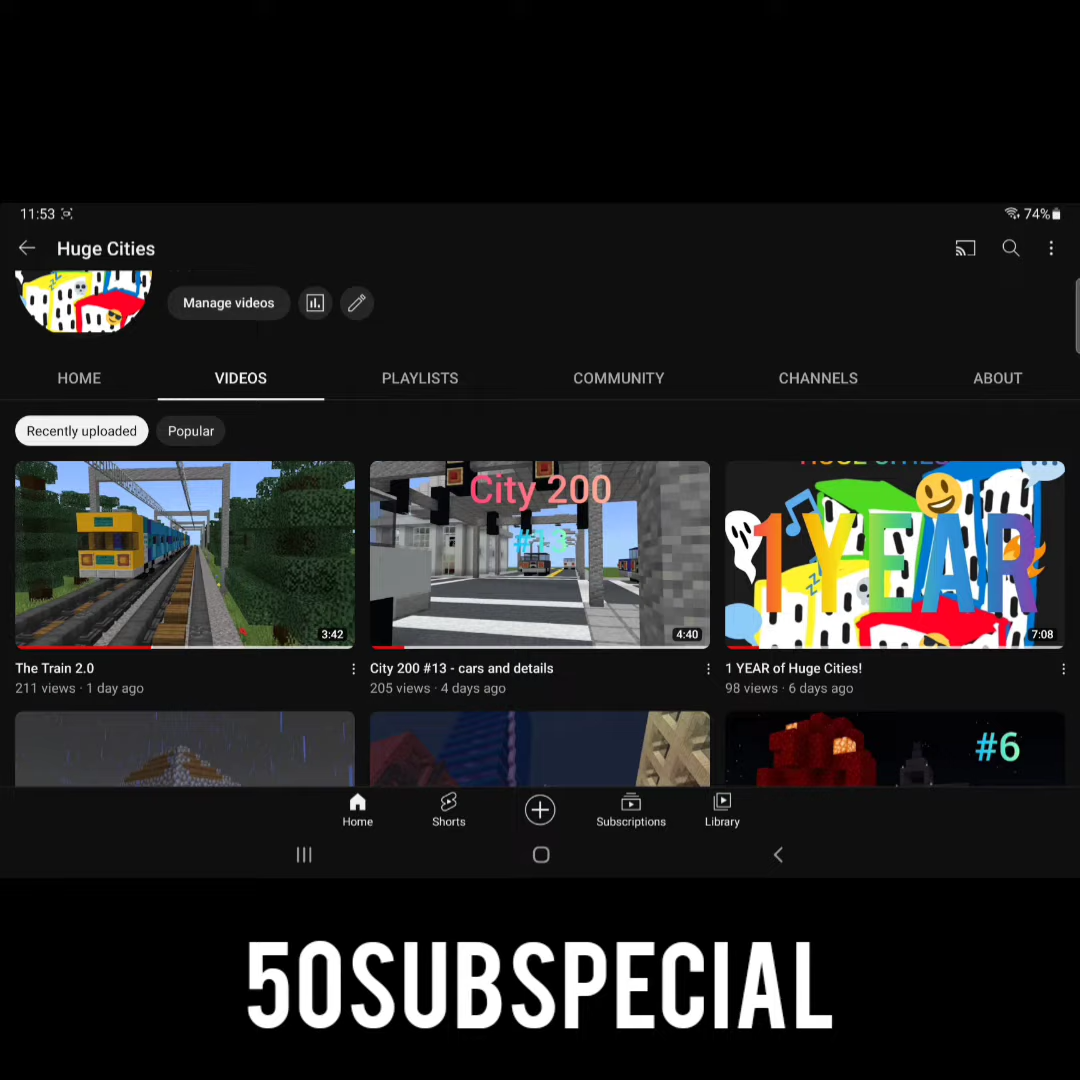 11:53
74%
Huge Cities
Manage videos
HOME VIDEOS PLAYLISTS COMMUNITY CHANNELS ABOUT
Recently uploaded Popular
City 200
#13
HUGE CITIES
1 YEAR
3:42 4:40 7:08
The Train 2.0 City 200 #13 - cars and details 1 YEAR of Huge Cities!
211 views · 1 day ago 205 views · 4 days ago 98 views · 6 days ago
#6
Home Shorts Subscriptions Library
50SUBSPECIAL